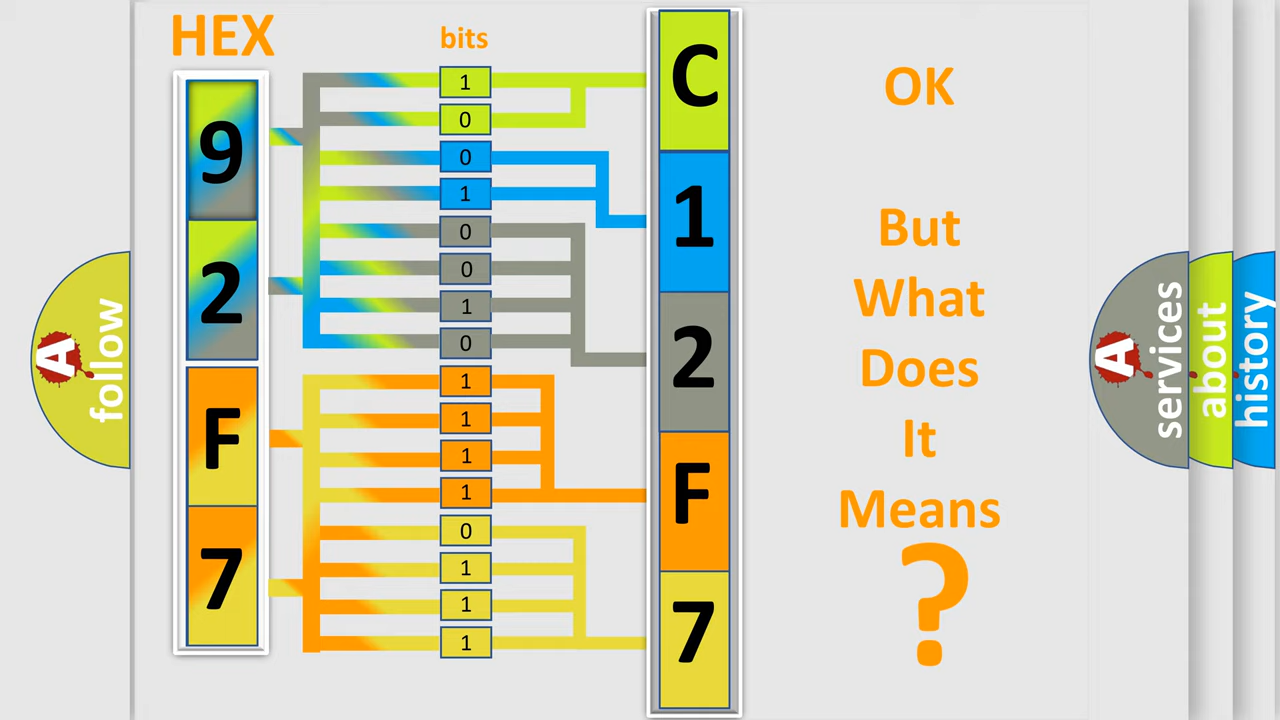 HEX
bits
9
2
F
7
1
0
0
1
0
0
1
0
1
1
1
1
0
1
1
1
C
1
2
F
7
OK
But
What
Does
It
Means
?
A
follow
A
services
about
history